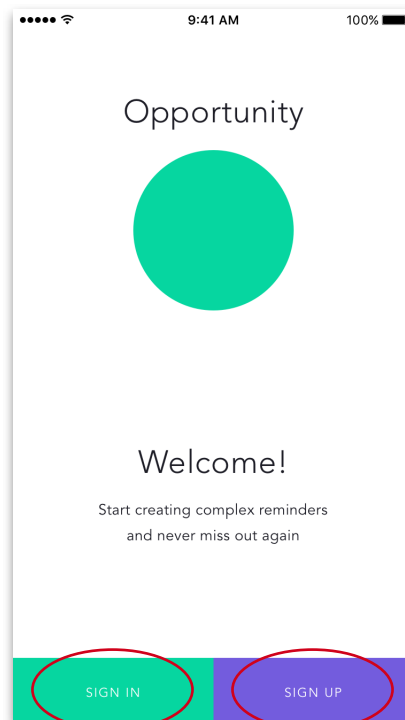 9:41 AM 100%
Opportunity
Welcome!
Start creating complex reminders
and never miss out again
SIGN IN SIGN UP